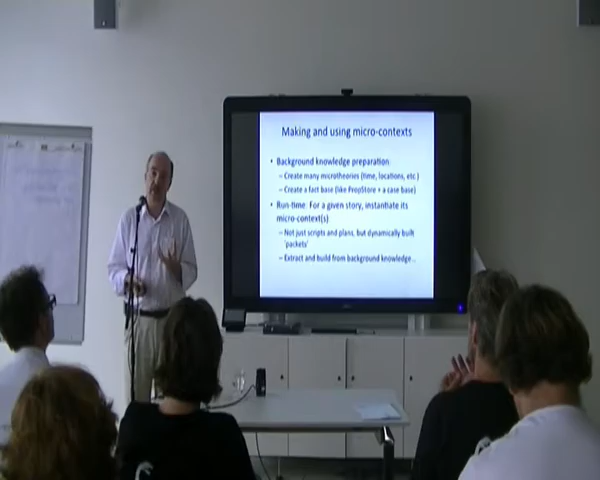 Making and using micro-contexts
• Background knowledge preparation
– Create many microtheories (time, locations, etc.)
– Create a fact base (like PropStore + a case base)
• Run-time: For a given story, instantiate its
micro-context(s)
– Not just scripts and plans, but dynamically built
'packets'
– Extract and build from background knowledge...